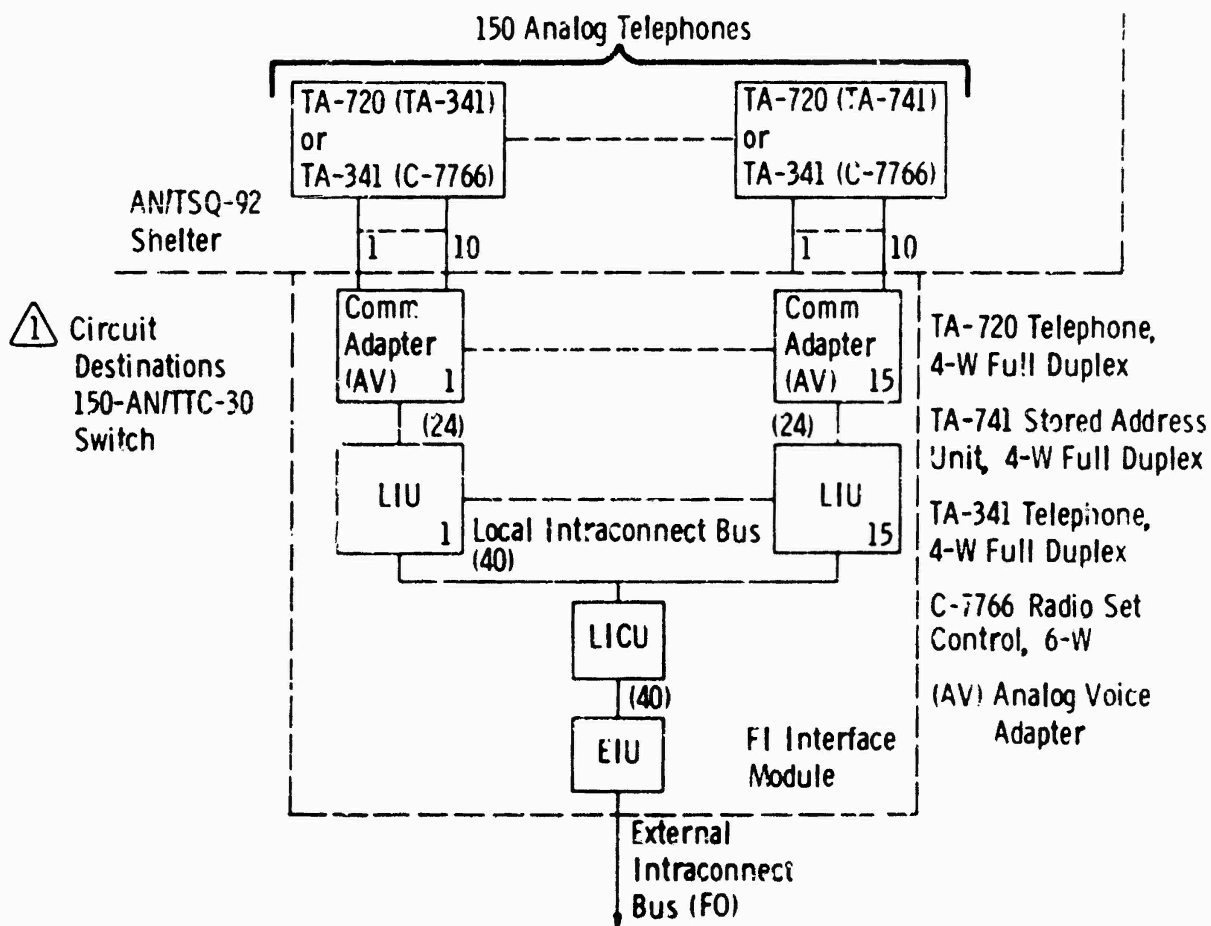 150 Analog Telephones
TA-720 (TA-341)
or
TA-341 (C-7766)
TA-720 (TA-741)
or
TA-341 (C-7766)
AN/TSQ-92
Shelter
1
10
1
10
1
Circuit
Destinations
150-AN/TTC-30
Switch
Comm
Adapter
(AV) 1
Comm
Adapter
(AV) 15
(24)
(24)
LIU
1
LIU
15
Local Intraconnect Bus
(40)
LICU
(40)
EIU
FI Interface
Module
External
Intraconnect
Bus (FO)
TA-720 Telephone,
4-W Full Duplex
TA-741 Stored Address
Unit, 4-W Full Duplex
TA-341 Telephone,
4-W Full Duplex
C-7766 Radio Set
Control, 6-W
(AV) Analog Voice
Adapter